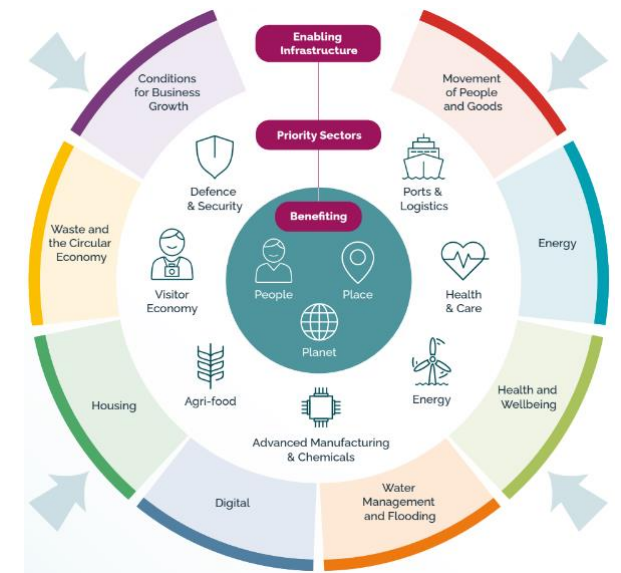 Enabling
Infrastructure
Conditions
for Business
Growth
Movement
of People
and Goods
Priority Sectors
Defence
& Security
Ports &
Logistics
Benefiting
Waste and
the Circular
Economy
Energy
People
Place
Visitor
Economy
Health
& Care
Planet
Housing
Agri-food
Energy
Health and
Wellbeing
Advanced Manufacturing
& Chemicals
Digital
Water
Management
and Flooding